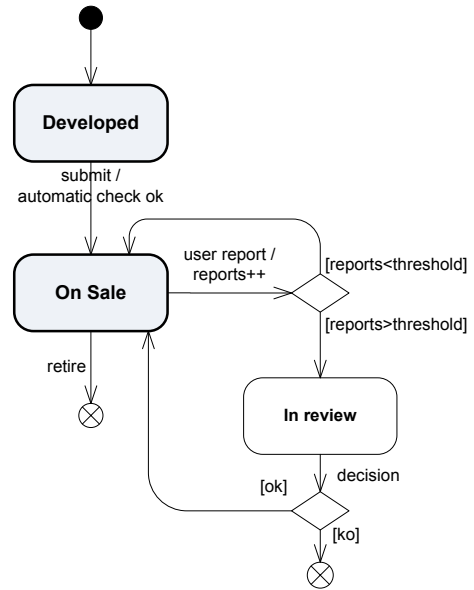 Developed
submit /
automatic check ok
user report /
reports++
[reports<threshold]
On Sale
[reports>threshold]
retire
In review
decision
[ok]
[ko]